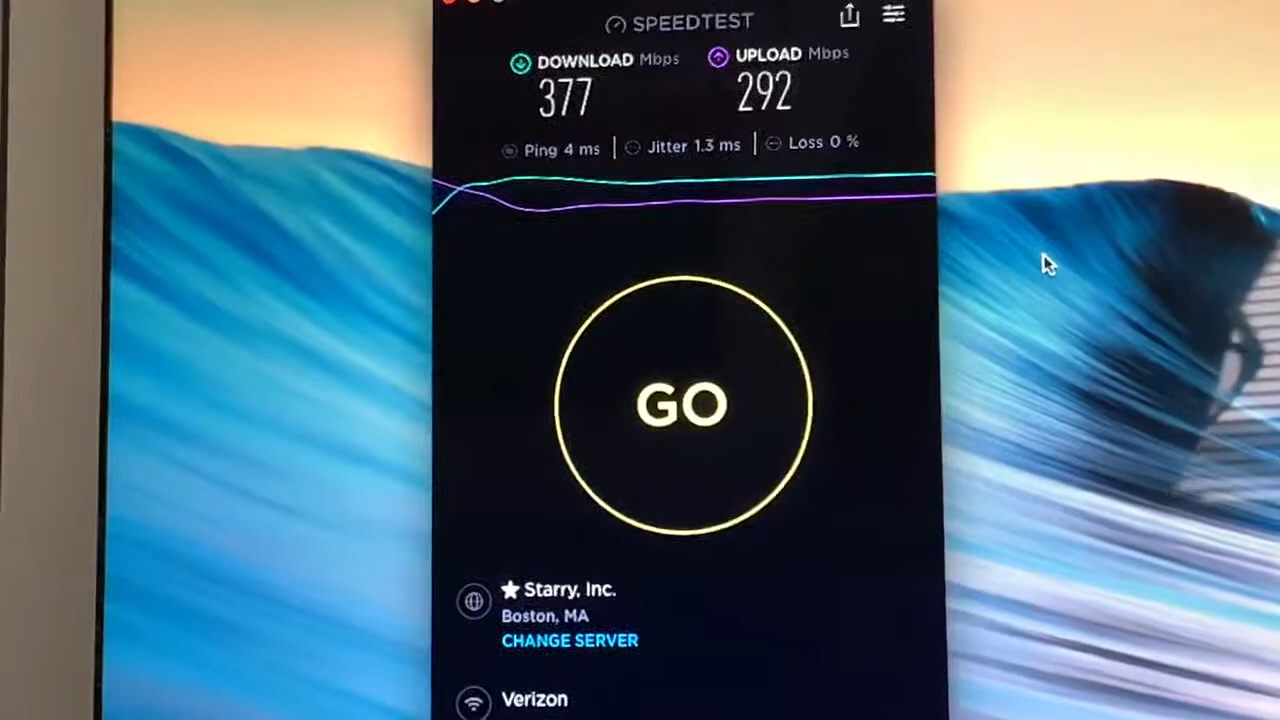 SPEEDTEST
DOWNLOAD Mbps UPLOAD Mbps
377 292
Ping 4 ms Jitter 1.3 ms Loss 0 %
GO
Starry, Inc.
Boston, MA
CHANGE SERVER
Verizon